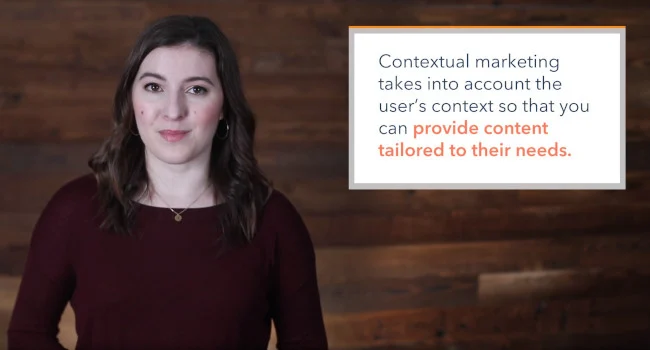 Contextual marketing
takes into account the
user's context so that you
can provide content
tailored to their needs.